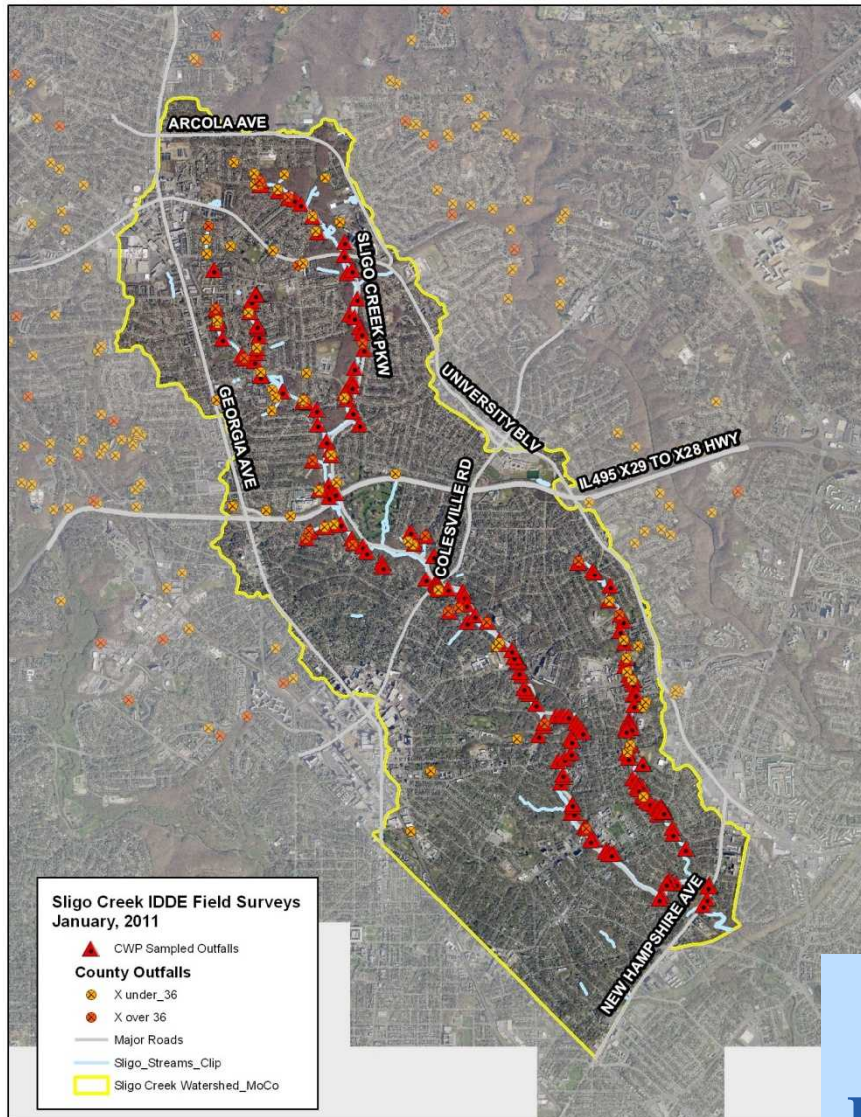 ARCOLA AVE
SLIGO CREEK PKW
GEORGIA AVE
UNIVERSITY BLV
IL495 X29 TO X28 HWY
COLESVILLE RD
NEW HAMPSHIRE AVE
Sligo Creek IDDE Field Surveys
January, 2011
CWP Sampled Outfalls
County Outfalls
X under_36
X over 36
Major Roads
Sligo_Streams_Clip
Sligo Creek Watershed_MoCo